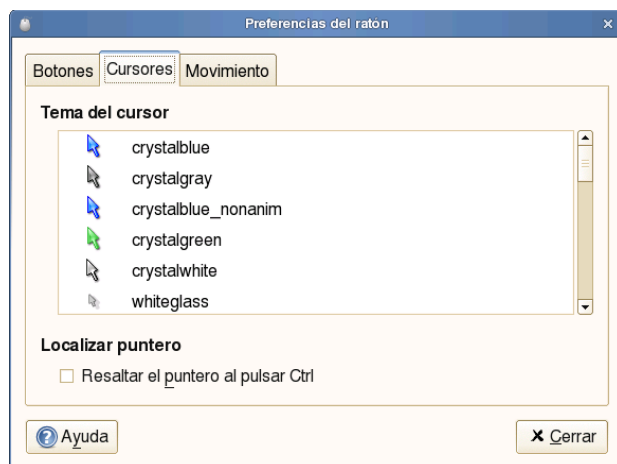 Preferencias del ratón
Botones Cursores Movimiento
Tema del cursor
crystalblue
crystalgray
crystalblue_nonanim
crystalgreen
crystalwhite
whiteglass
Localizar puntero
Resaltar el puntero al pulsar Ctrl
Ayuda Cerrar